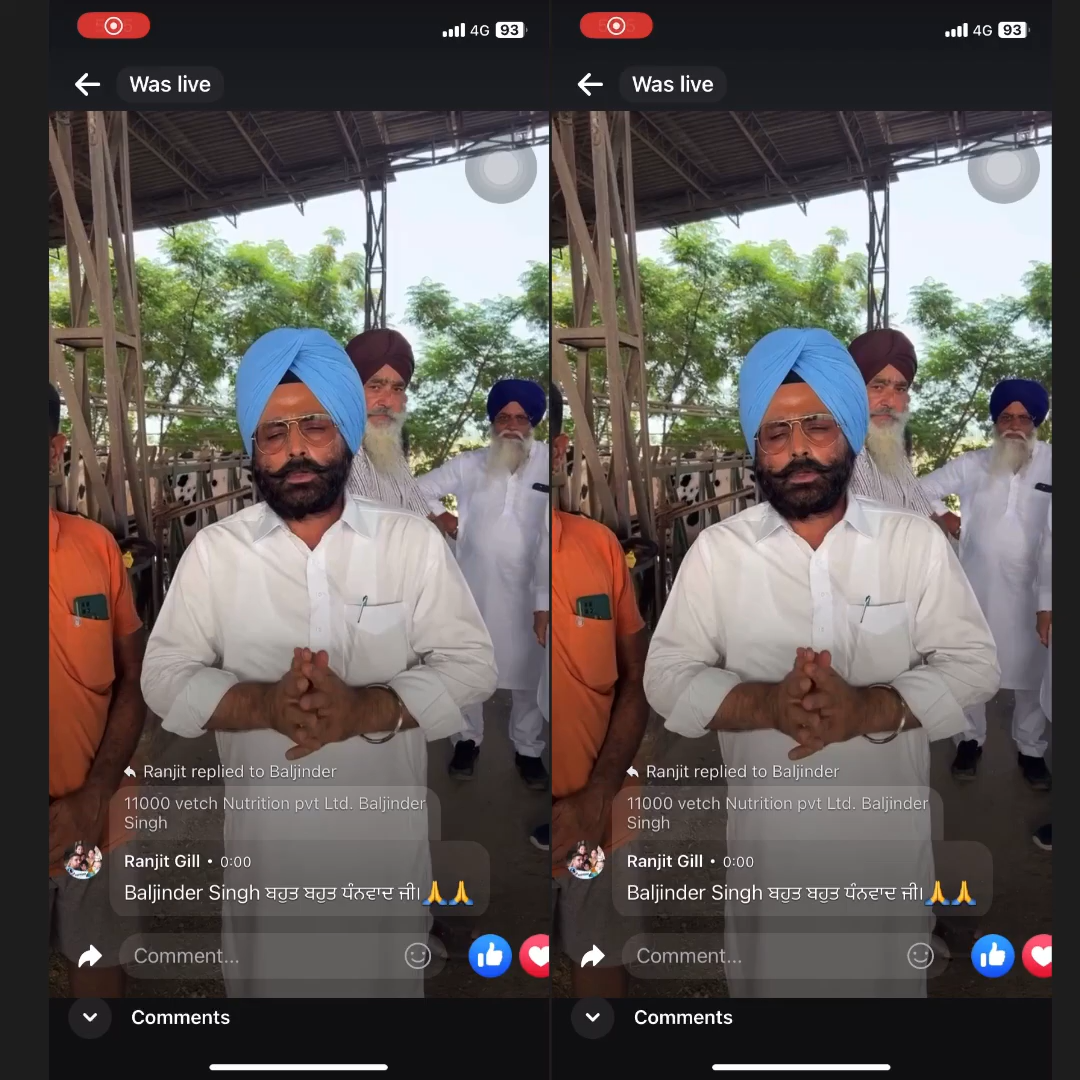 4G 93
Was live
Ranjit replied to Baljinder
11000 vetch Nutrition pvt Ltd. Baljinder
Singh
Ranjit Gill • 0:00
Baljinder Singh ਬਹੁਤ ਬਹੁਤ ਧੰਨਵਾਦ ਜੀ।🙏🙏
Comment...
Comments
4G 93
Was live
Ranjit replied to Baljinder
11000 vetch Nutrition pvt Ltd. Baljinder
Singh
Ranjit Gill • 0:00
Baljinder Singh ਬਹੁਤ ਬਹੁਤ ਧੰਨਵਾਦ ਜੀ।🙏🙏
Comment...
Comments